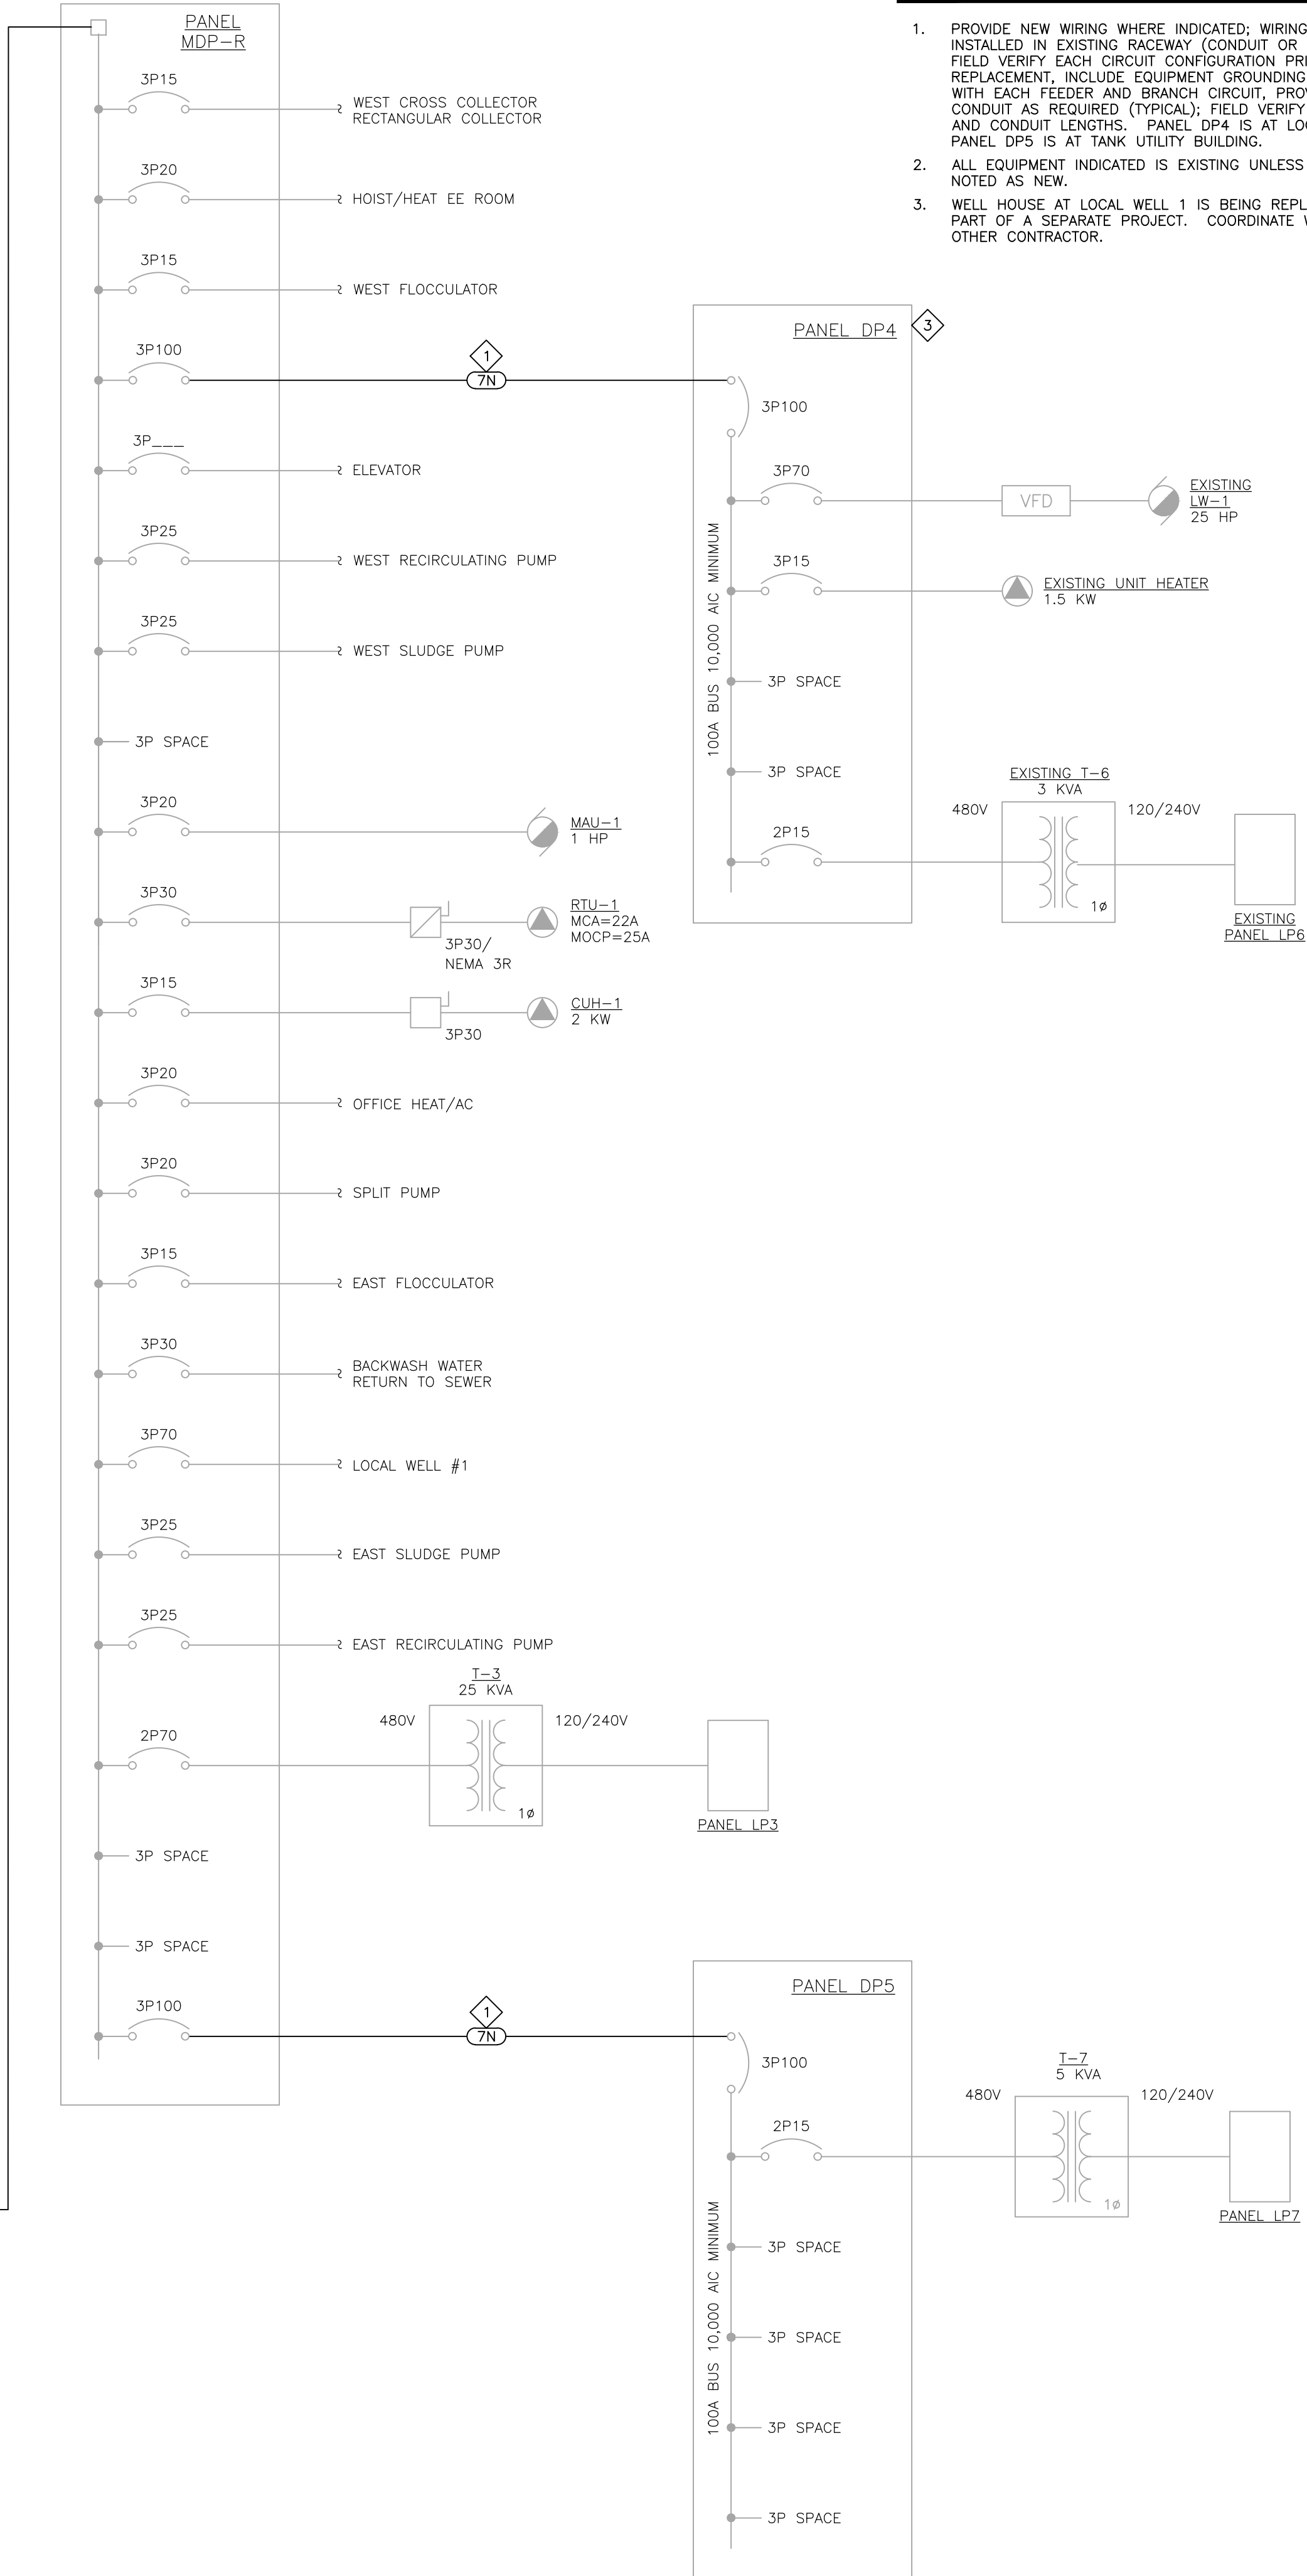 PANEL
MDP-R
3P15
WEST CROSS COLLECTOR
RECTANGULAR COLLECTOR
3P20
HOIST/HEAT EE ROOM
3P15
WEST FLOCCULATOR
3P100
1
7N
3P___
ELEVATOR
3P25
WEST RECIRCULATING PUMP
3P25
WEST SLUDGE PUMP
3P SPACE
3P20
MAU-1
1 HP
3P30
3P30/
NEMA 3R
RTU-1
MCA=22A
MOCP=25A
3P15
3P30
CUH-1
2 KW
3P20
OFFICE HEAT/AC
3P20
SPLIT PUMP
3P15
EAST FLOCCULATOR
3P30
BACKWASH WATER
RETURN TO SEWER
3P70
LOCAL WELL #1
3P25
EAST SLUDGE PUMP
3P25
EAST RECIRCULATING PUMP
2P70
T-3
25 KVA
480V
120/240V
1ø
PANEL LP3
3P SPACE
3P SPACE
3P100
1
7N
1. PROVIDE NEW WIRING WHERE INDICATED; WIRING
INSTALLED IN EXISTING RACEWAY (CONDUIT OR
FIELD VERIFY EACH CIRCUIT CONFIGURATION
REPLACEMENT, INCLUDE EQUIPMENT GROUNDING
WITH EACH FEEDER AND BRANCH CIRCUIT,
CONDUIT AS REQUIRED (TYPICAL); FIELD VERIFY
AND CONDUIT LENGTHS. PANEL DP4 IS AT
PANEL DP5 IS AT TANK UTILITY BUILDING.
2. ALL EQUIPMENT INDICATED IS EXISTING UNLESS
NOTED AS NEW.
3. WELL HOUSE AT LOCAL WELL 1 IS BEING
PART OF A SEPARATE PROJECT. COORDINATE
OTHER CONTRACTOR.
PANEL DP4
3
3P100
100A BUS 10,000 AIC MINIMUM
3P70
VFD
EXISTING
LW-1
25 HP
3P15
EXISTING UNIT HEATER
1.5 KW
3P SPACE
3P SPACE
2P15
EXISTING T-6
3 KVA
480V
120/240V
1ø
EXISTING
PANEL LP6
PANEL DP5
3P100
100A BUS 10,000 AIC MINIMUM
2P15
T-7
5 KVA
480V
120/240V
1ø
PANEL LP7
3P SPACE
3P SPACE
3P SPACE
3P SPACE